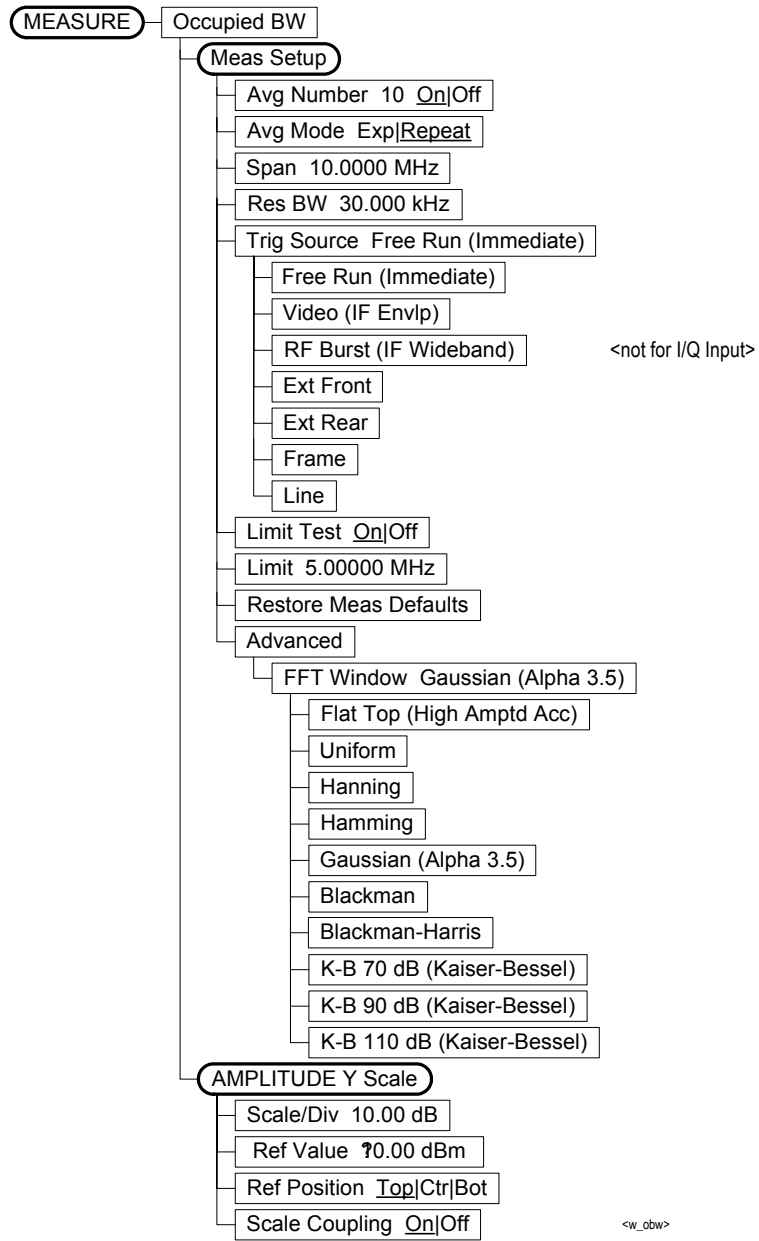 MEASURE Occupied BW
Meas Setup
Avg Number 10 On|Off
Avg Mode Exp|Repeat
Span 10.0000 MHz
Res BW 30.000 kHz
Trig Source Free Run (Immediate)
Free Run (Immediate)
Video (IF Envlp)
RF Burst (IF Wideband) <not for I/Q Input>
Ext Front
Ext Rear
Frame
Line
Limit Test On|Off
Limit 5.00000 MHz
Restore Meas Defaults
Advanced
FFT Window Gaussian (Alpha 3.5)
Flat Top (High Amptd Acc)
Uniform
Hanning
Hamming
Gaussian (Alpha 3.5)
Blackman
Blackman-Harris
K-B 70 dB (Kaiser-Bessel)
K-B 90 dB (Kaiser-Bessel)
K-B 110 dB (Kaiser-Bessel)
AMPLITUDE Y Scale
Scale/Div 10.00 dB
Ref Value dBm
Ref Position Top|Ctr|Bot
Scale Coupling On|Off <w_obw>